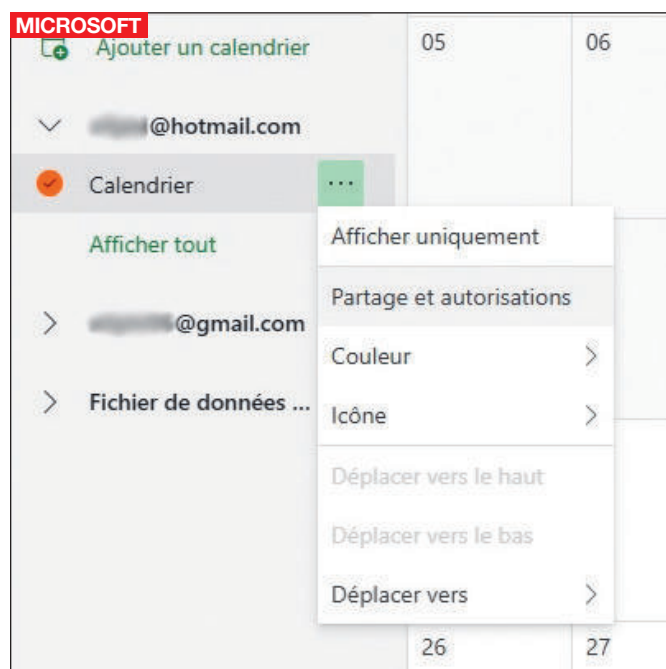 MICROSOFT
Ajouter un calendrier
05
06
@hotmail.com
Calendrier
...
Afficher tout
@gmail.com
Fichier de données ...
Afficher uniquement
Partage et autorisations
Couleur
Icône
Déplacer vers le haut
Déplacer vers le bas
Déplacer vers
26
27